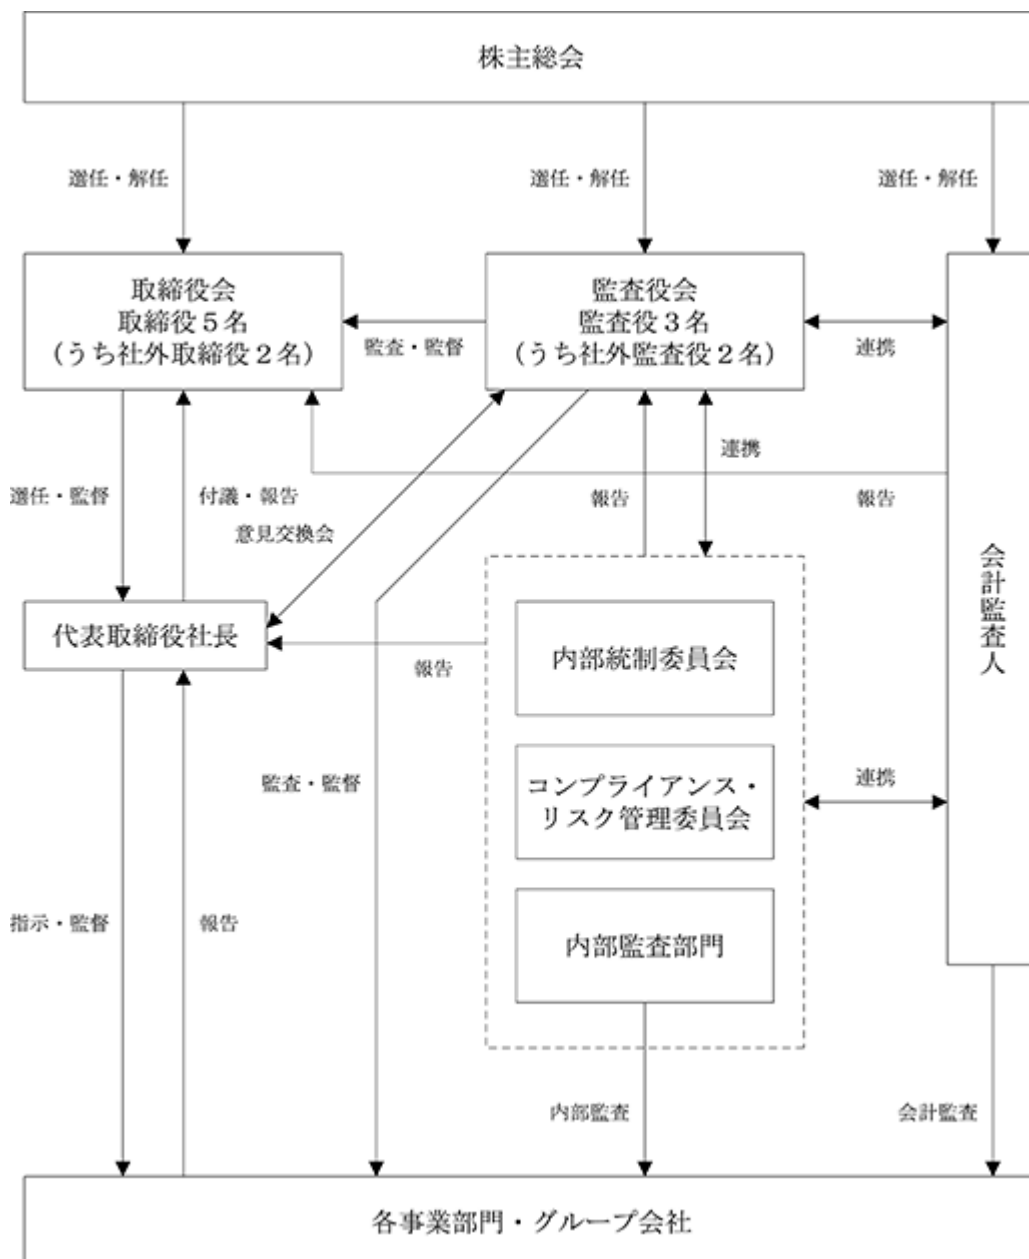 株主総会
選任・解任
選任・解任
選任・解任
取締役会
取締役５名
（うち社外取締役２名）
監査・監督
監査役会
監査役３名
（うち社外監査役２名）
連携
選任・監督
付議・報告
意見交換会
報告
連携
報告
会計監査人
代表取締役社長
報告
内部統制委員会
コンプライアンス・
リスク管理委員会
内部監査部門
連携
監査・監督
指示・監督
報告
内部監査
会計監査
各事業部門・グループ会社